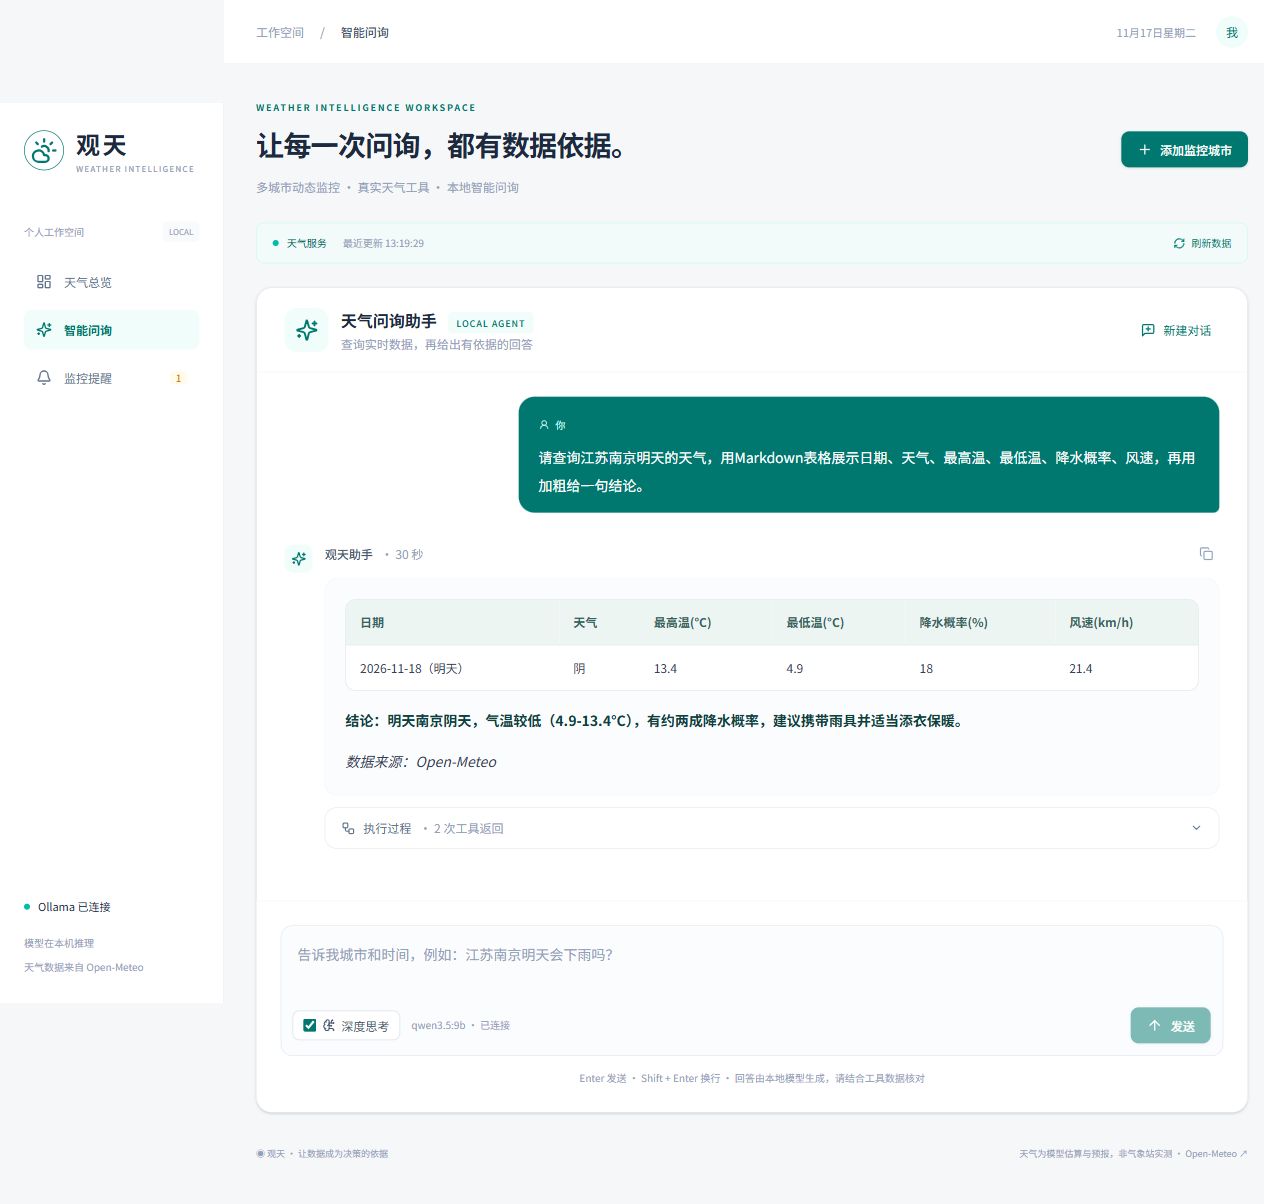 工作空间 / 智能问询
11月17日星期二
我
观天
WEATHER INTELLIGENCE
个人工作空间 LOCAL
天气总览
智能问询
监控提醒 1
Ollama 已连接
模型在本机推理
天气数据来自 Open-Meteo
WEATHER INTELLIGENCE WORKSPACE
让每一次问询，都有数据依据。
多城市动态监控 · 真实天气工具 · 本地智能问询
添加监控城市
天气服务 最近更新 13:19:29
刷新数据
天气问询助手 LOCAL AGENT
查询实时数据，再给出有依据的回答
新建对话
你
请查询江苏南京明天的天气，用Markdown表格展示日期、天气、最高温、最低温、降水概率、风速，再用
加粗给一句结论。
观天助手 · 30 秒
日期 天气 最高温(°C) 最低温(°C) 降水概率(%) 风速(km/h)
2026-11-18（明天） 阴 13.4 4.9 18 21.4
结论：明天南京阴天，气温较低（4.9-13.4°C），有约两成降水概率，建议携带雨具并适当添衣保暖。
数据来源：Open-Meteo
执行过程 · 2 次工具返回
告诉我城市和时间，例如：江苏南京明天会下雨吗？
深度思考 qwen3.5:9b · 已连接
发送
Enter 发送 · Shift + Enter 换行 · 回答由本地模型生成，请结合工具数据核对
◉ 观天 · 让数据成为决策的依据
天气为模型估算与预报，非气象站实测 · Open-Meteo ↗